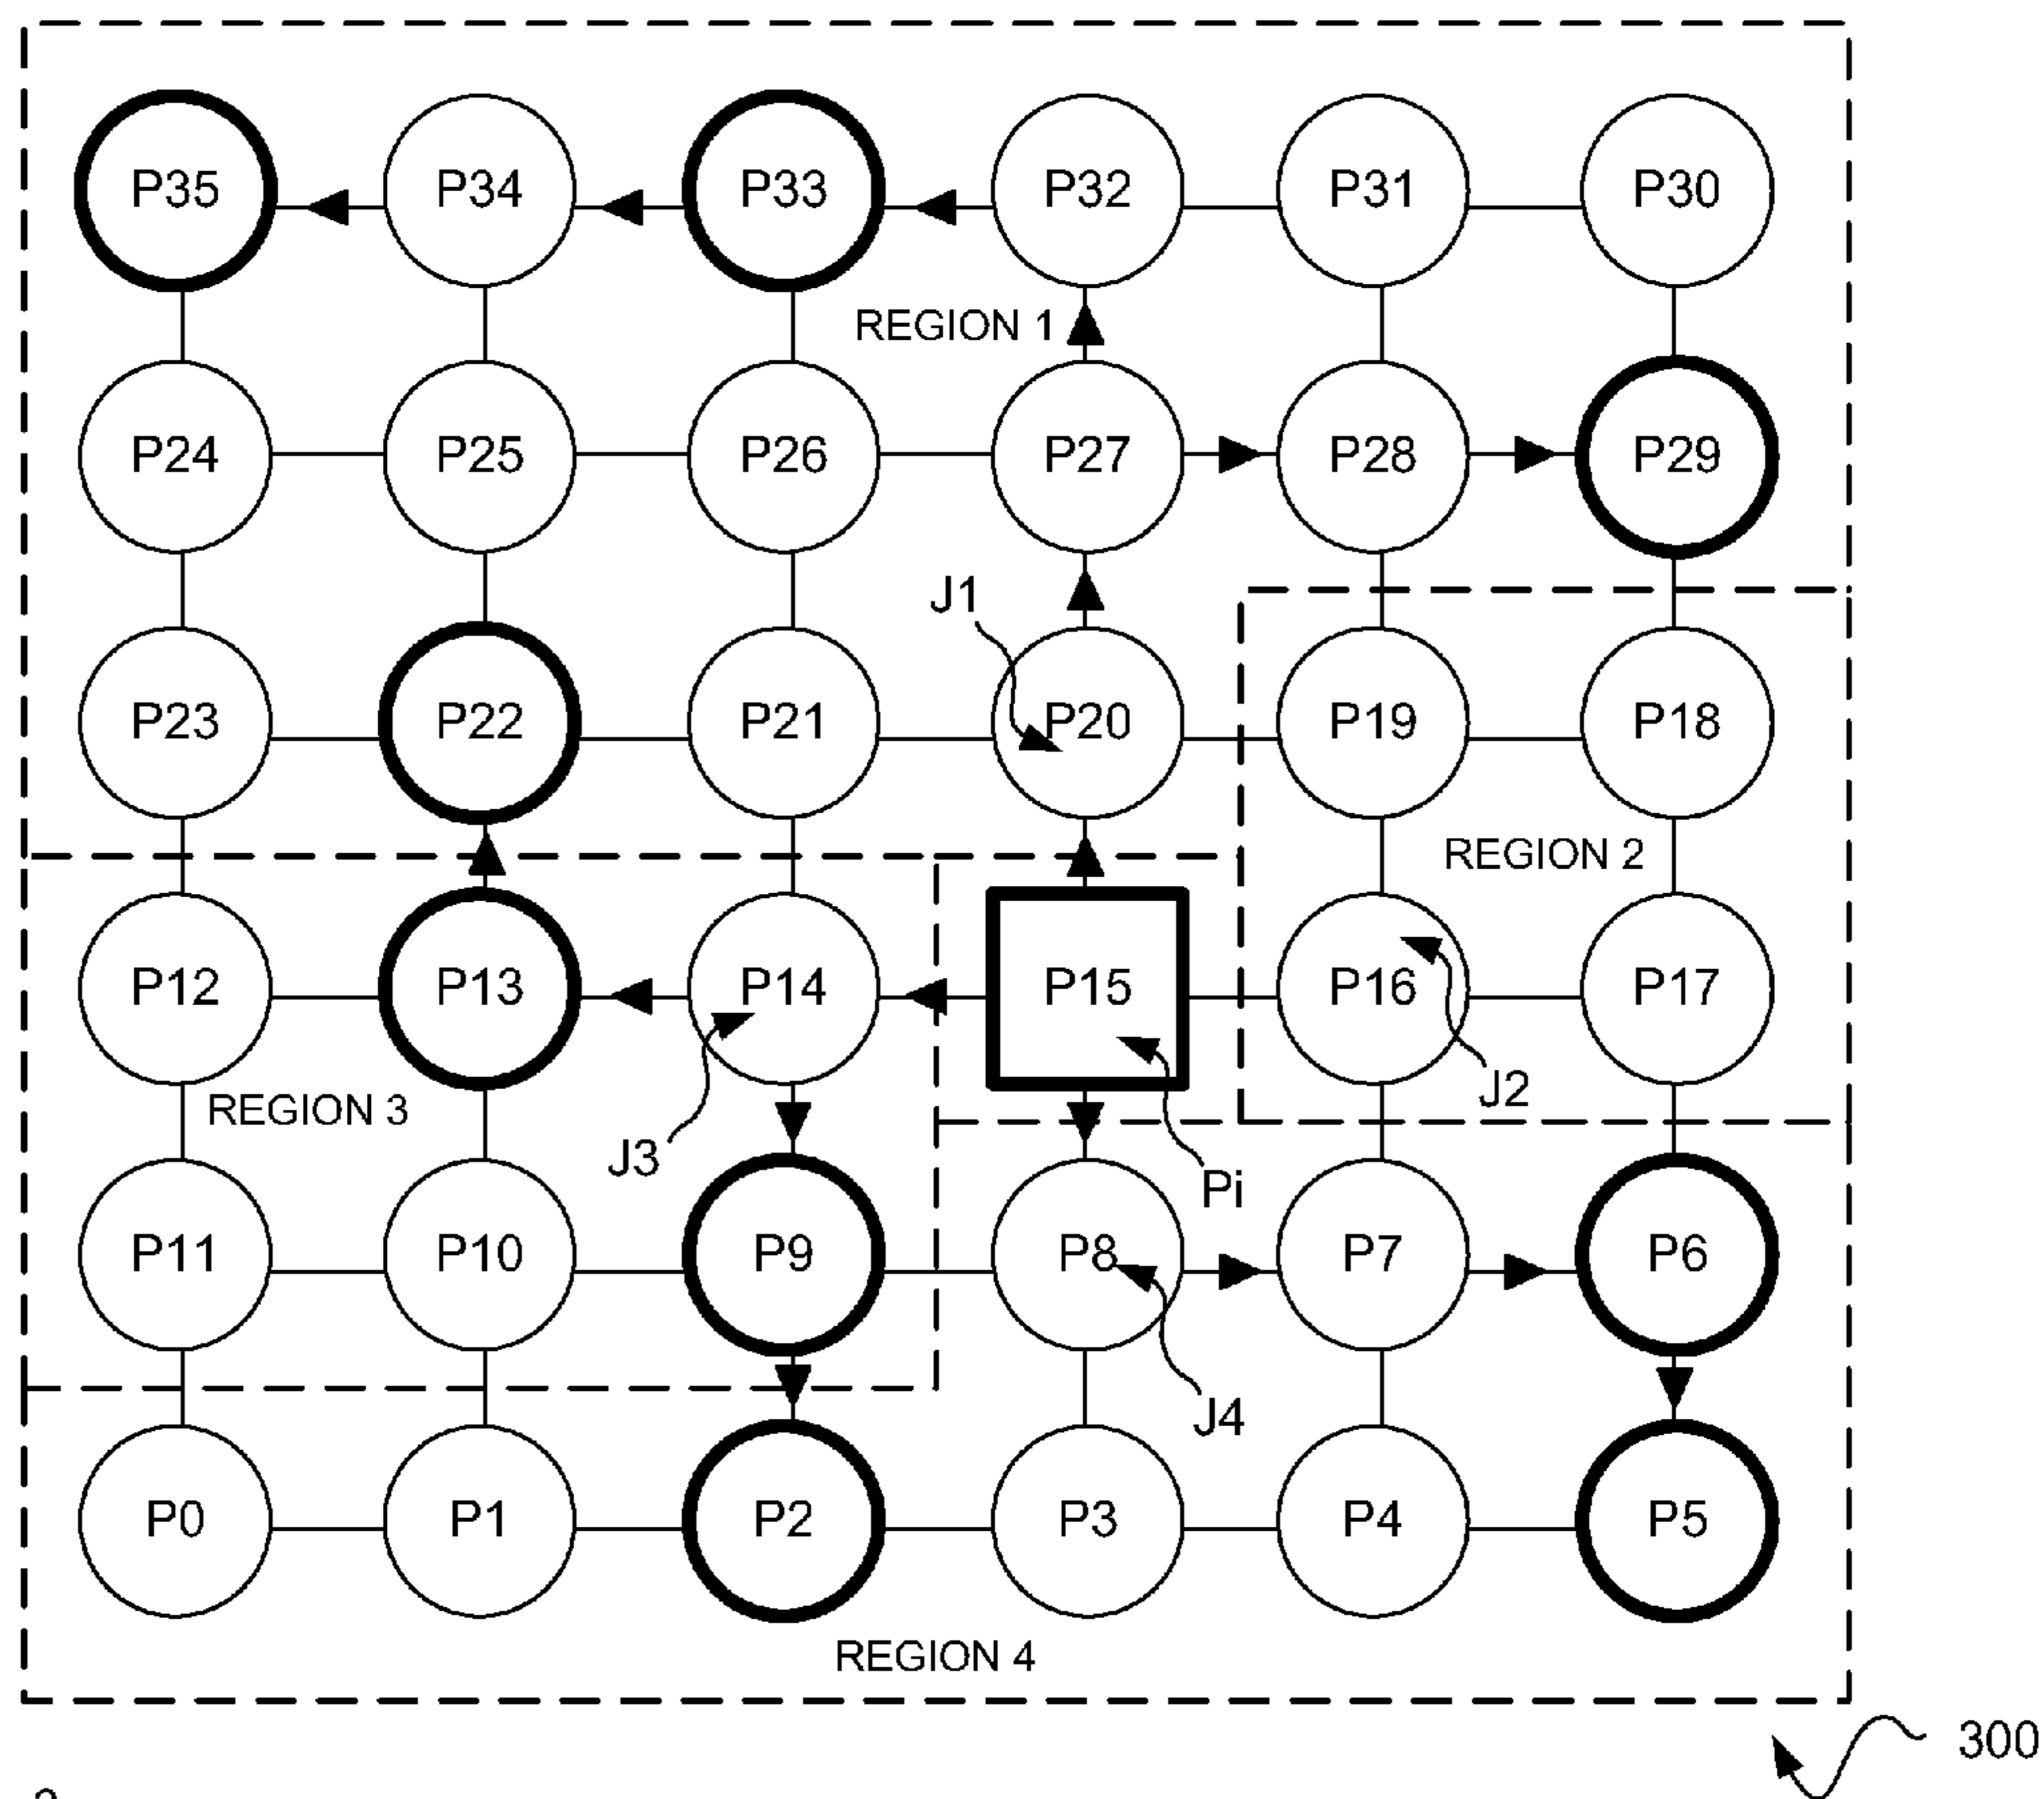 P35 P34 P33 P32 P31 P30
REGION 1
P24 P25 P26 P27 P28 P29
J1
P23 P22 P21 P20 P19 P18
REGION 2
P12 P13 P14 P15 P16 P17
J2
REGION 3
J3
Pi
P11 P10 P9 P8 P7 P6
J4
P0 P1 P2 P3 P4 P5
REGION 4
300